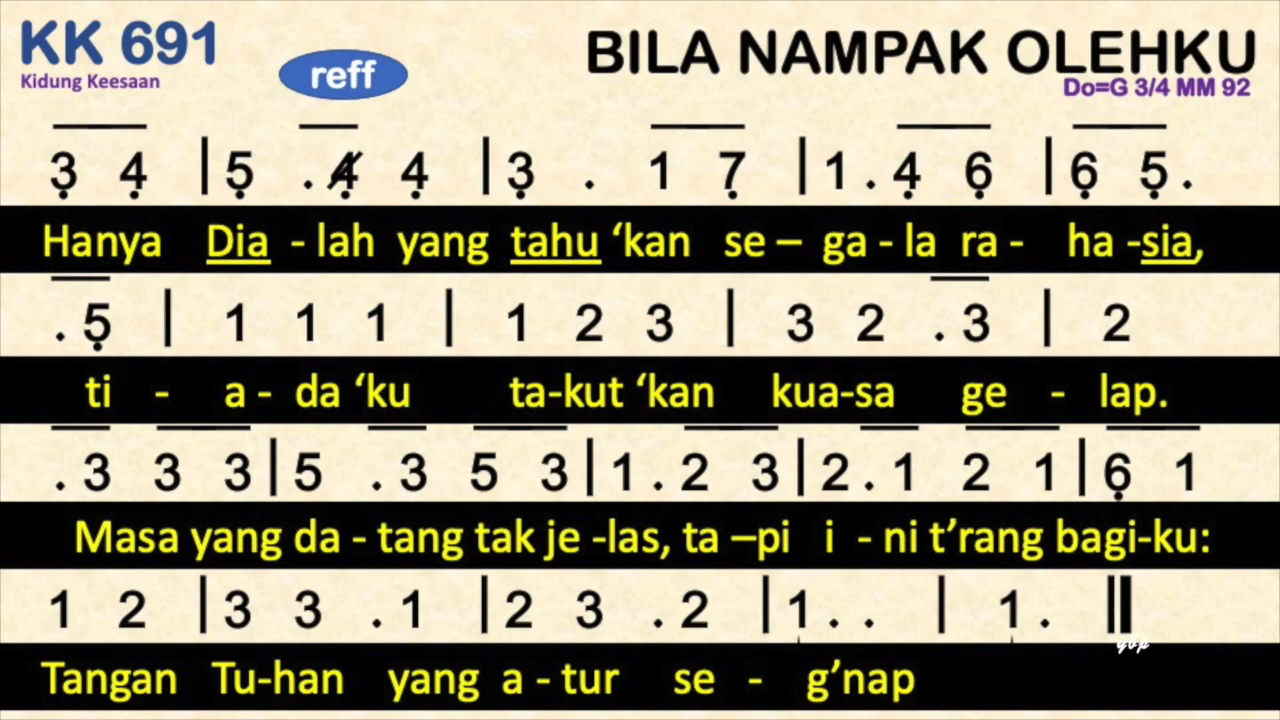 KK 691
Kidung Keesaan
reff
BILA NAMPAK OLEHKU
Do=G 3/4 MM 92
3̣ 4̣ | 5̣ . 4̸̣ 4̣ | 3̣ . 1 7̣ | 1 . 4̣ 6̣ | 6̣ 5̣ .
Hanya Dia - lah yang tahu ‘kan se – ga - la ra - ha -sia,
. 5̣ | 1 1 1 | 1 2 3 | 3 2 . 3 | 2
ti - a - da ‘ku ta-kut ‘kan kua-sa ge - lap.
. 3 3 3 | 5 . 3 5 3 | 1 . 2 3 | 2 . 1 2 1 | 6̣ 1
Masa yang da - tang tak je -las, ta –pi i - ni t’rang bagi-ku:
1 2 | 3 3 . 1 | 2 3 . 2 | 1 . . | 1 . ||
Tangan Tu-han yang a - tur se - g’nap